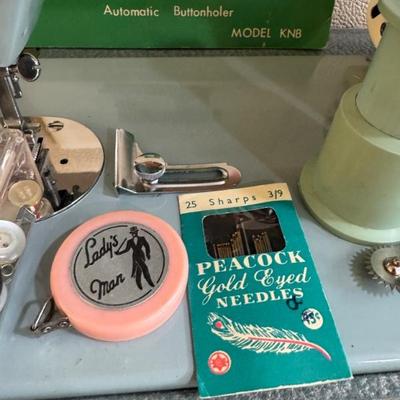 Automatic Buttonholer
MODEL KNB
25 Sharps 3/9
PEACOCK
Gold Eyed
NEEDLES
Lady's
Man